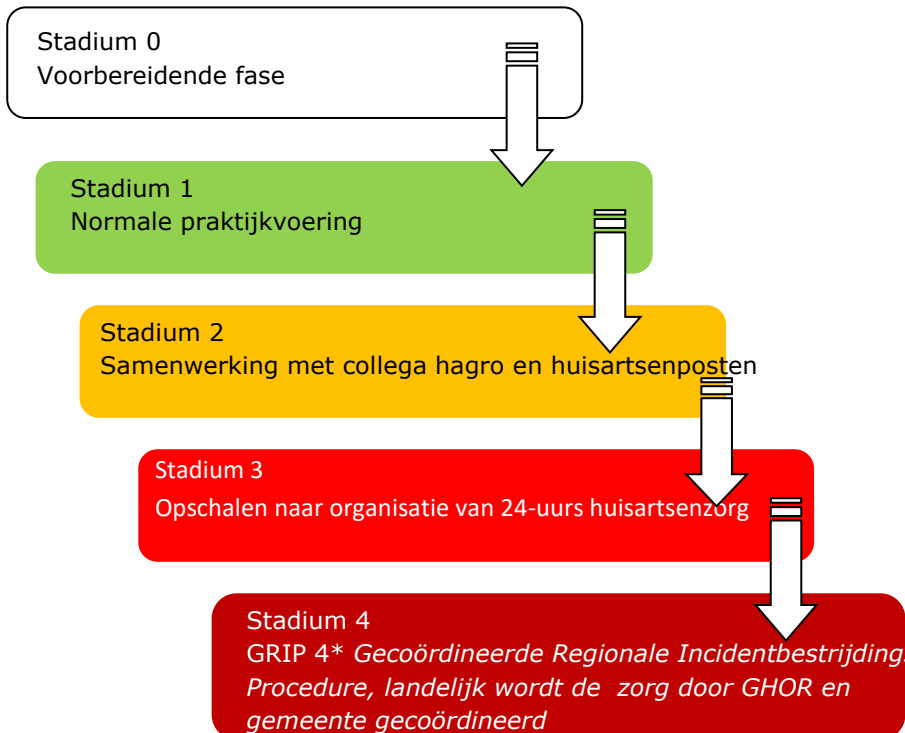 Stadium 0
Voorbereidende fase
Stadium 1
Normale praktijkvoering
Stadium 2
Samenwerking met collega hagro en huisartsenposten
Stadium 3
Opschalen naar organisatie van 24-uurs huisartsenzorg
Stadium 4
GRIP 4* Gecoördineerde Regionale Incidentbestrijdings
Procedure, landelijk wordt de zorg door GHOR en
gemeente gecoördineerd